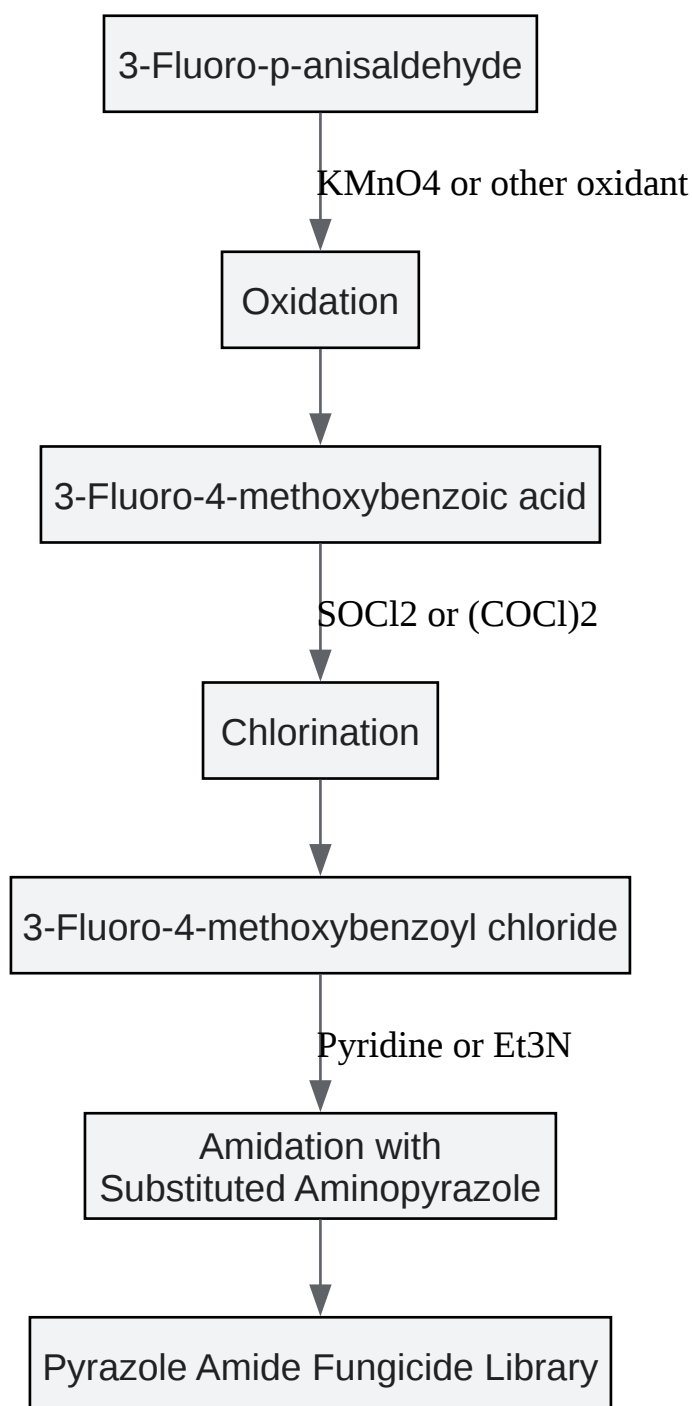 3-Fluoro-p-anisaldehyde
KMnO4 or other oxidant
Oxidation
3-Fluoro-4-methoxybenzoic acid
SOCl2 or (COCl)2
Chlorination
3-Fluoro-4-methoxybenzoyl chloride
Pyridine or Et3N
Amidation with
Substituted Aminopyrazole
Pyrazole Amide Fungicide Library